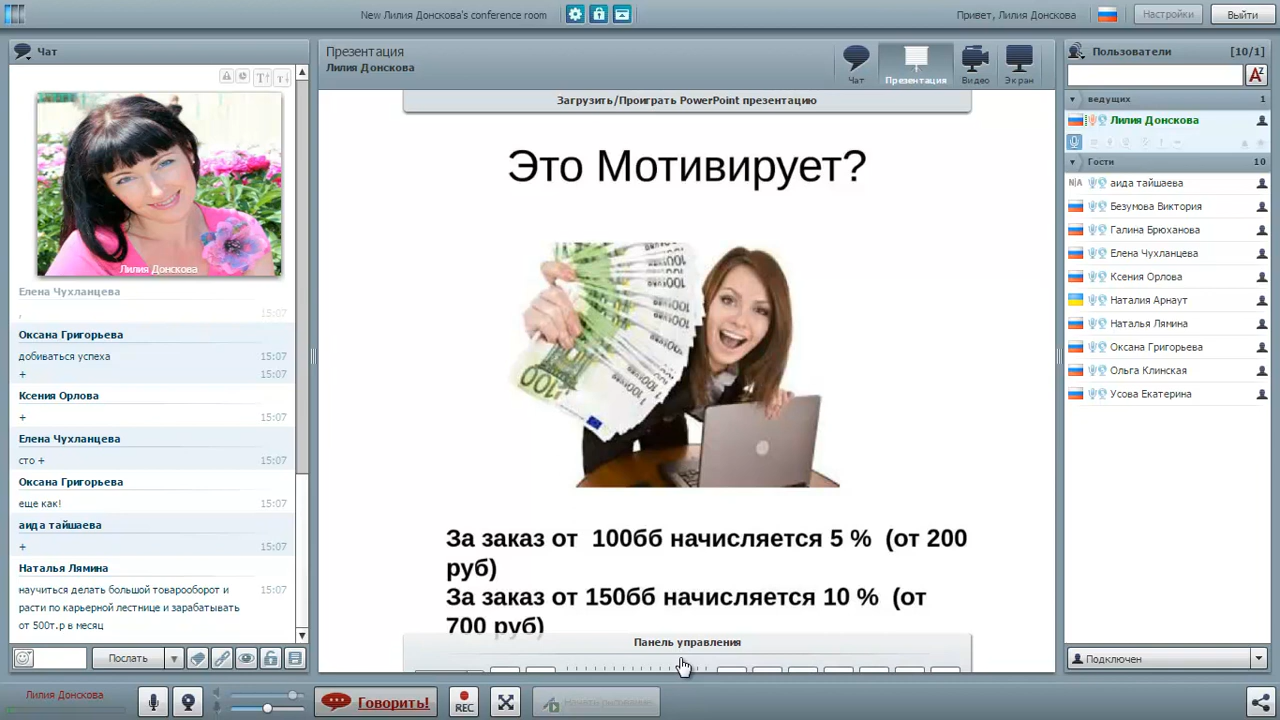 New Лилия Донскова's conference room
Привет, Лилия Донскова
Настройки
Выйти
Чат
Лилия Донскова
Елена Чухланцева
, 15:07
Оксана Григорьева
добиваться успеха 15:07
+ 15:07
Ксения Орлова
+ 15:07
Елена Чухланцева
сто + 15:07
Оксана Григорьева
еще как! 15:07
аида тайшаева
+ 15:07
Наталья Лямина
научиться делать большой товарооборот и 15:07
расти по карьерной лестнице и зарабатывать
от 500т.р в месяц
Послать
Презентация
Лилия Донскова
Чат
Презентация
Видео
Экран
Загрузить/Проиграть PowerPoint презентацию
Это Мотивирует?
100
За заказ от 100бб начисляется 5 % (от 200
руб)
За заказ от 150бб начисляется 10 % (от
700 руб)
Панель управления
Пользователи [10/1]
ведущих 1
Лилия Донскова
Гости 10
N|A аида тайшаева
Безумова Виктория
Галина Брюханова
Елена Чухланцева
Ксения Орлова
Наталия Арнаут
Наталья Лямина
Оксана Григорьева
Ольга Клинская
Усова Екатерина
Подключен
Лилия Донскова
Говорить!
REC